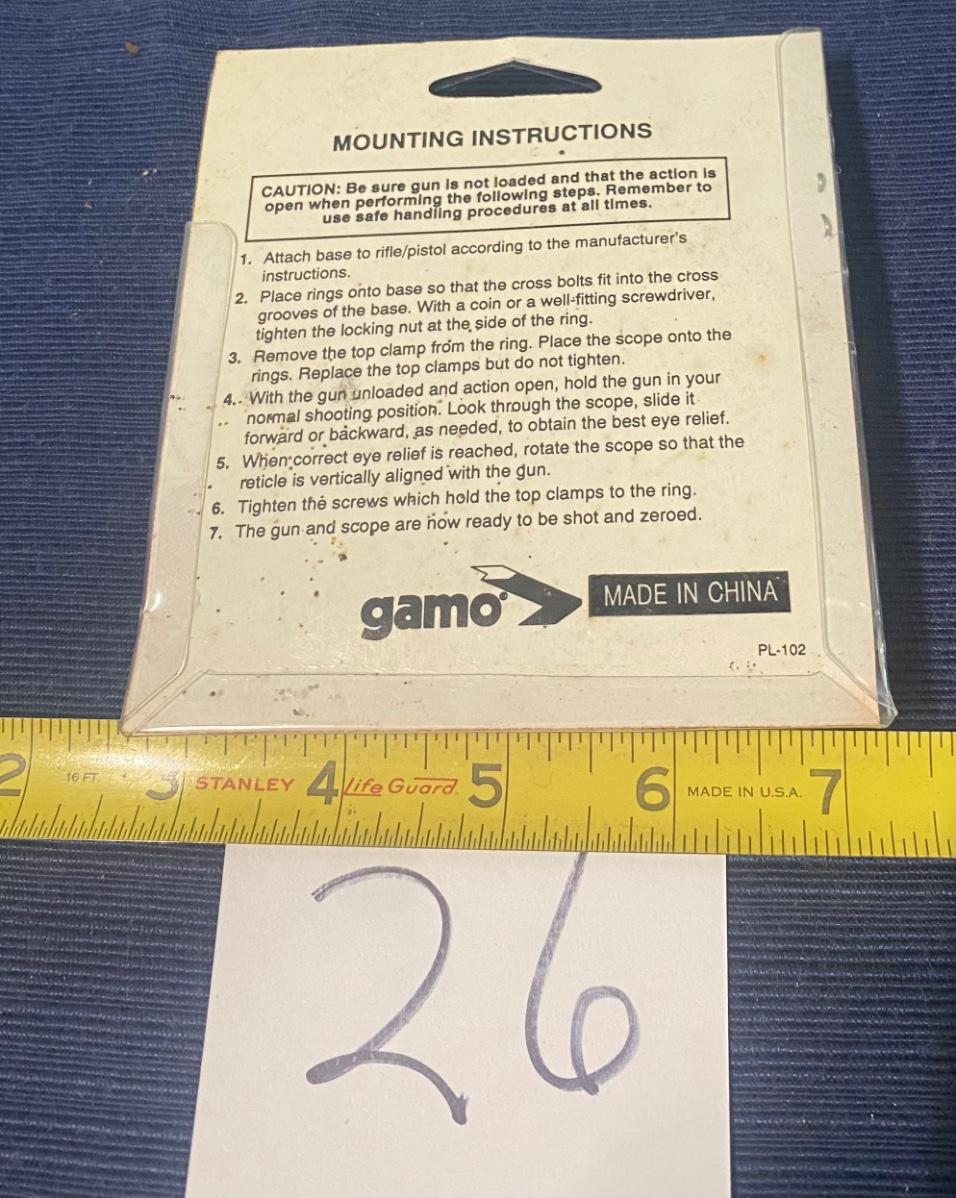 MOUNTING INSTRUCTIONS
CAUTION: Be sure gun is not loaded and that the action is
open when performing the following steps. Remember to
use safe handling procedures at all times.
1. Attach base to rifle/pistol according to the manufacturer's
instructions.
2. Place rings onto base so that the cross bolts fit into the cross
grooves of the base. With a coin or a well-fitting screwdriver,
tighten the locking nut at the side of the ring.
3. Remove the top clamp from the ring. Place the scope onto the
rings. Replace the top clamps but do not tighten.
4. With the gun unloaded and action open, hold the gun in your
normal shooting position. Look through the scope, slide it
forward or backward, as needed, to obtain the best eye relief.
5. When correct eye relief is reached, rotate the scope so that the
reticle is vertically aligned with the gun.
6. Tighten the screws which hold the top clamps to the ring.
7. The gun and scope are now ready to be shot and zeroed.
gamo® MADE IN CHINA
PL-102
2 16 FT. 3 STANLEY 4 Life Guard 5 6 MADE IN U.S.A. 7
26